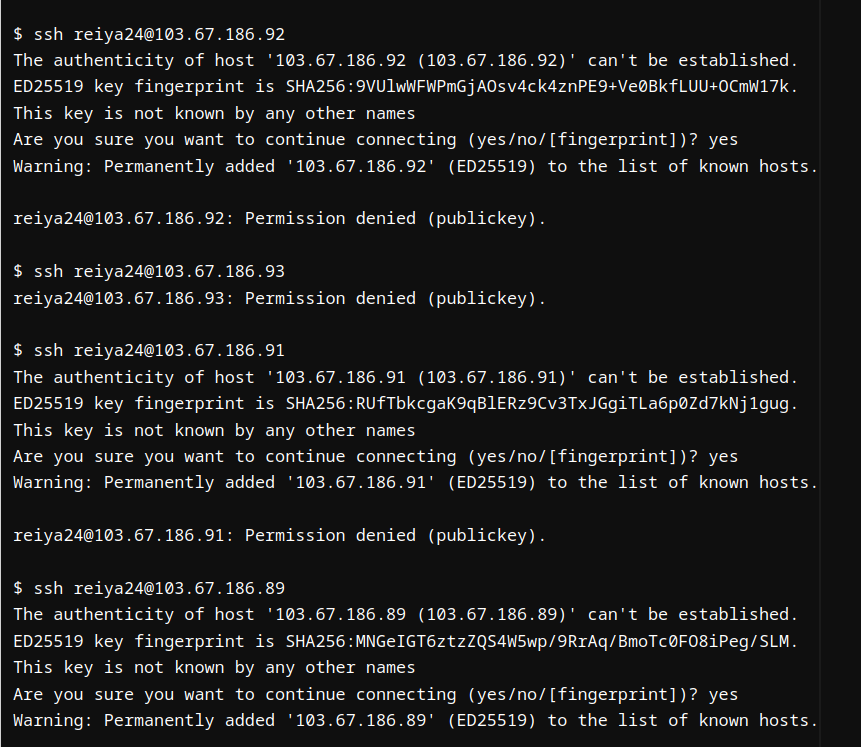 $ ssh reiya24@103.67.186.92
The authenticity of host '103.67.186.92 (103.67.186.92)' can't be established.
ED25519 key fingerprint is SHA256:9VUlwWFWPmGjAOsv4ck4znPE9+Ve0BkfLUU+OCmW17k.
This key is not known by any other names
Are you sure you want to continue connecting (yes/no/[fingerprint])? yes
Warning: Permanently added '103.67.186.92' (ED25519) to the list of known hosts.
reiya24@103.67.186.92: Permission denied (publickey).
$ ssh reiya24@103.67.186.93
reiya24@103.67.186.93: Permission denied (publickey).
$ ssh reiya24@103.67.186.91
The authenticity of host '103.67.186.91 (103.67.186.91)' can't be established.
ED25519 key fingerprint is SHA256:RUfTbkcgaK9qBlERz9Cv3TxJGgiTLa6p0Zd7kNj1gug.
This key is not known by any other names
Are you sure you want to continue connecting (yes/no/[fingerprint])? yes
Warning: Permanently added '103.67.186.91' (ED25519) to the list of known hosts.
reiya24@103.67.186.91: Permission denied (publickey).
$ ssh reiya24@103.67.186.89
The authenticity of host '103.67.186.89 (103.67.186.89)' can't be established.
ED25519 key fingerprint is SHA256:MNGeIGT6ztzZQS4W5wp/9RrAq/BmoTc0FO8iPeg/SLM.
This key is not known by any other names
Are you sure you want to continue connecting (yes/no/[fingerprint])? yes
Warning: Permanently added '103.67.186.89' (ED25519) to the list of known hosts.